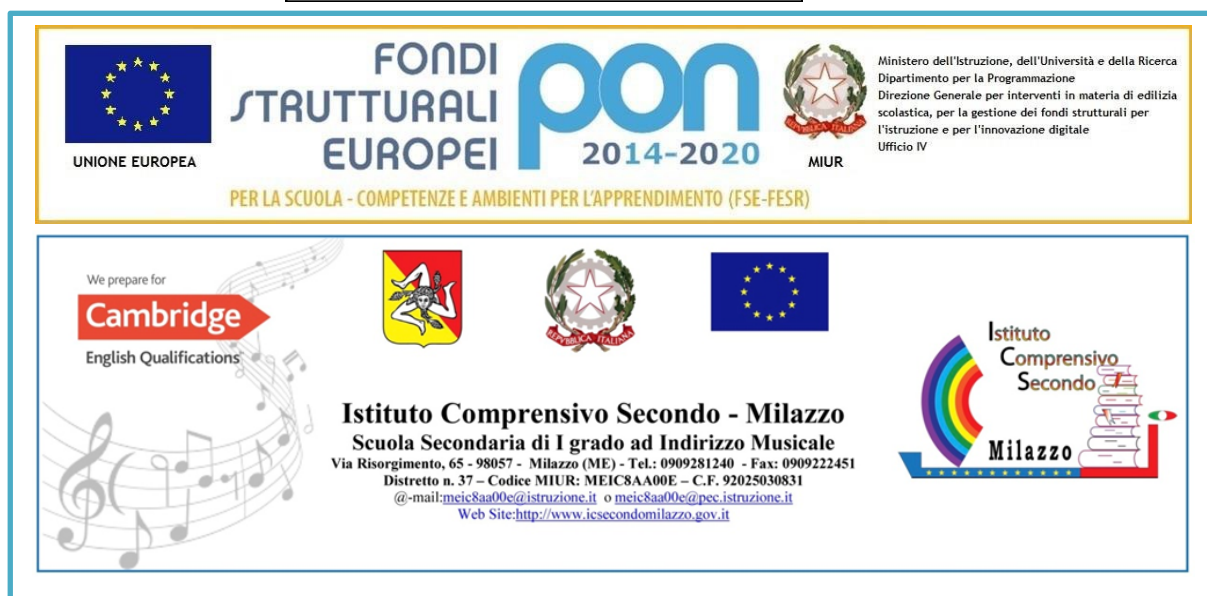 UNIONE EUROPEA
FONDI
STRUTTURALI
EUROPEI
pon
2014-2020
MIUR
REPVBBLICA ITALIANA
Ministero dell'Istruzione, dell'Università e della Ricerca
Dipartimento per la Programmazione
Direzione Generale per interventi in materia di edilizia
scolastica, per la gestione dei fondi strutturali per
l'istruzione e per l'innovazione digitale
Ufficio IV
PER LA SCUOLA - COMPETENZE E AMBIENTI PER L'APPRENDIMENTO (FSE-FESR)
We prepare for
Cambridge
English Qualifications
REPVBBLICA ITALIANA
Istituto Comprensivo Secondo - Milazzo
Scuola Secondaria di I grado ad Indirizzo Musicale
Via Risorgimento, 65 - 98057 - Milazzo (ME) - Tel.: 0909281240 - Fax: 0909222451
Distretto n. 37 – Codice MIUR: MEIC8AA00E – C.F. 92025030831
@-mail:meic8aa00e@istruzione.it o meic8aa00e@pec.istruzione.it
Web Site:http://www.icsecondomilazzo.gov.it
Istituto
Comprensivo
Secondo
Milazzo